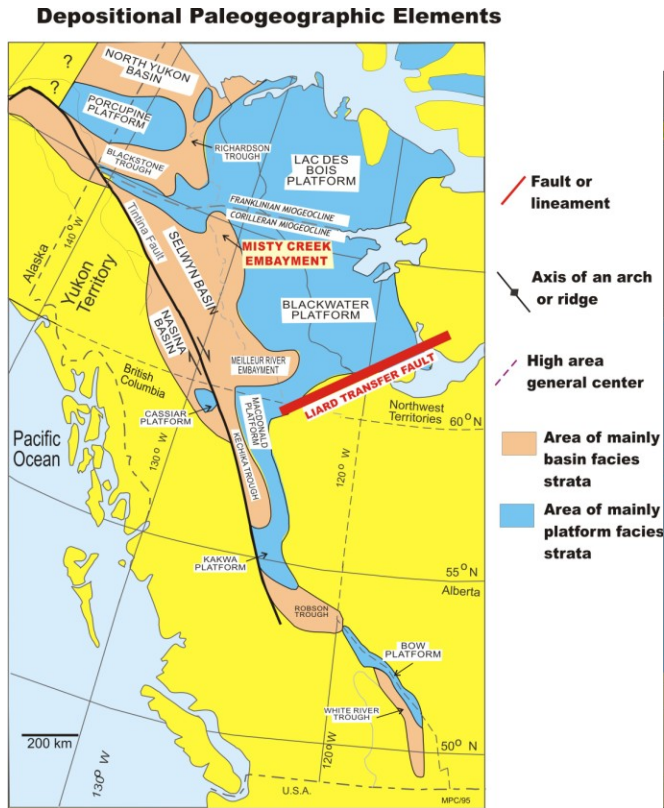 Depositional Paleogeographic Elements
?
?
NORTH YUKON
BASIN
PORCUPINE
PLATFORM
RICHARDSON
TROUGH
BLACKSTONE
TROUGH
LAC DES
BOIS
PLATFORM
FRANKLINIAN MIOGEOCLINE
CORILLERAN MIOGEOCLINE
MISTY CREEK
EMBAYMENT
Alaska
140° W
Yukon
Territory
Tintina Fault
SELWYN BASIN
NASINA
BASIN
BLACKWATER
PLATFORM
MEILLEUR RIVER
EMBAYMENT
LIARD TRANSFER FAULT
British
Columbia
CASSIAR
PLATFORM
MACDONALD
PLATFORM
KECHIKA TROUGH
Northwest
Territories
60° N
Pacific
Ocean
130° W
120° W
KAKWA
PLATFORM
55° N
Alberta
ROBSON
TROUGH
BOW
PLATFORM
WHITE RIVER
TROUGH
200 km
130° W
120° W
50° N
U.S.A.
MPC/95
Fault or
lineament
Axis of an arch
or ridge
High area
general center
Area of mainly
basin facies
strata
Area of mainly
platform facies
strata